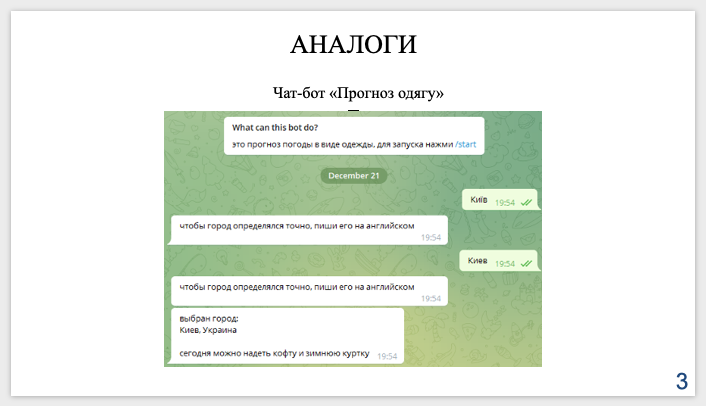 АНАЛОГИ
Чат-бот «Прогноз одягу»
What can this bot do?
это прогноз погоды в виде одежды, для запуска нажми /start
December 21
Київ 19:54
чтобы город определялся точно, пиши его на английском
19:54
Киев 19:54
чтобы город определялся точно, пиши его на английском
19:54
выбран город:
Киев, Украина
сегодня можно надеть кофту и зимнюю куртку 19:54
3